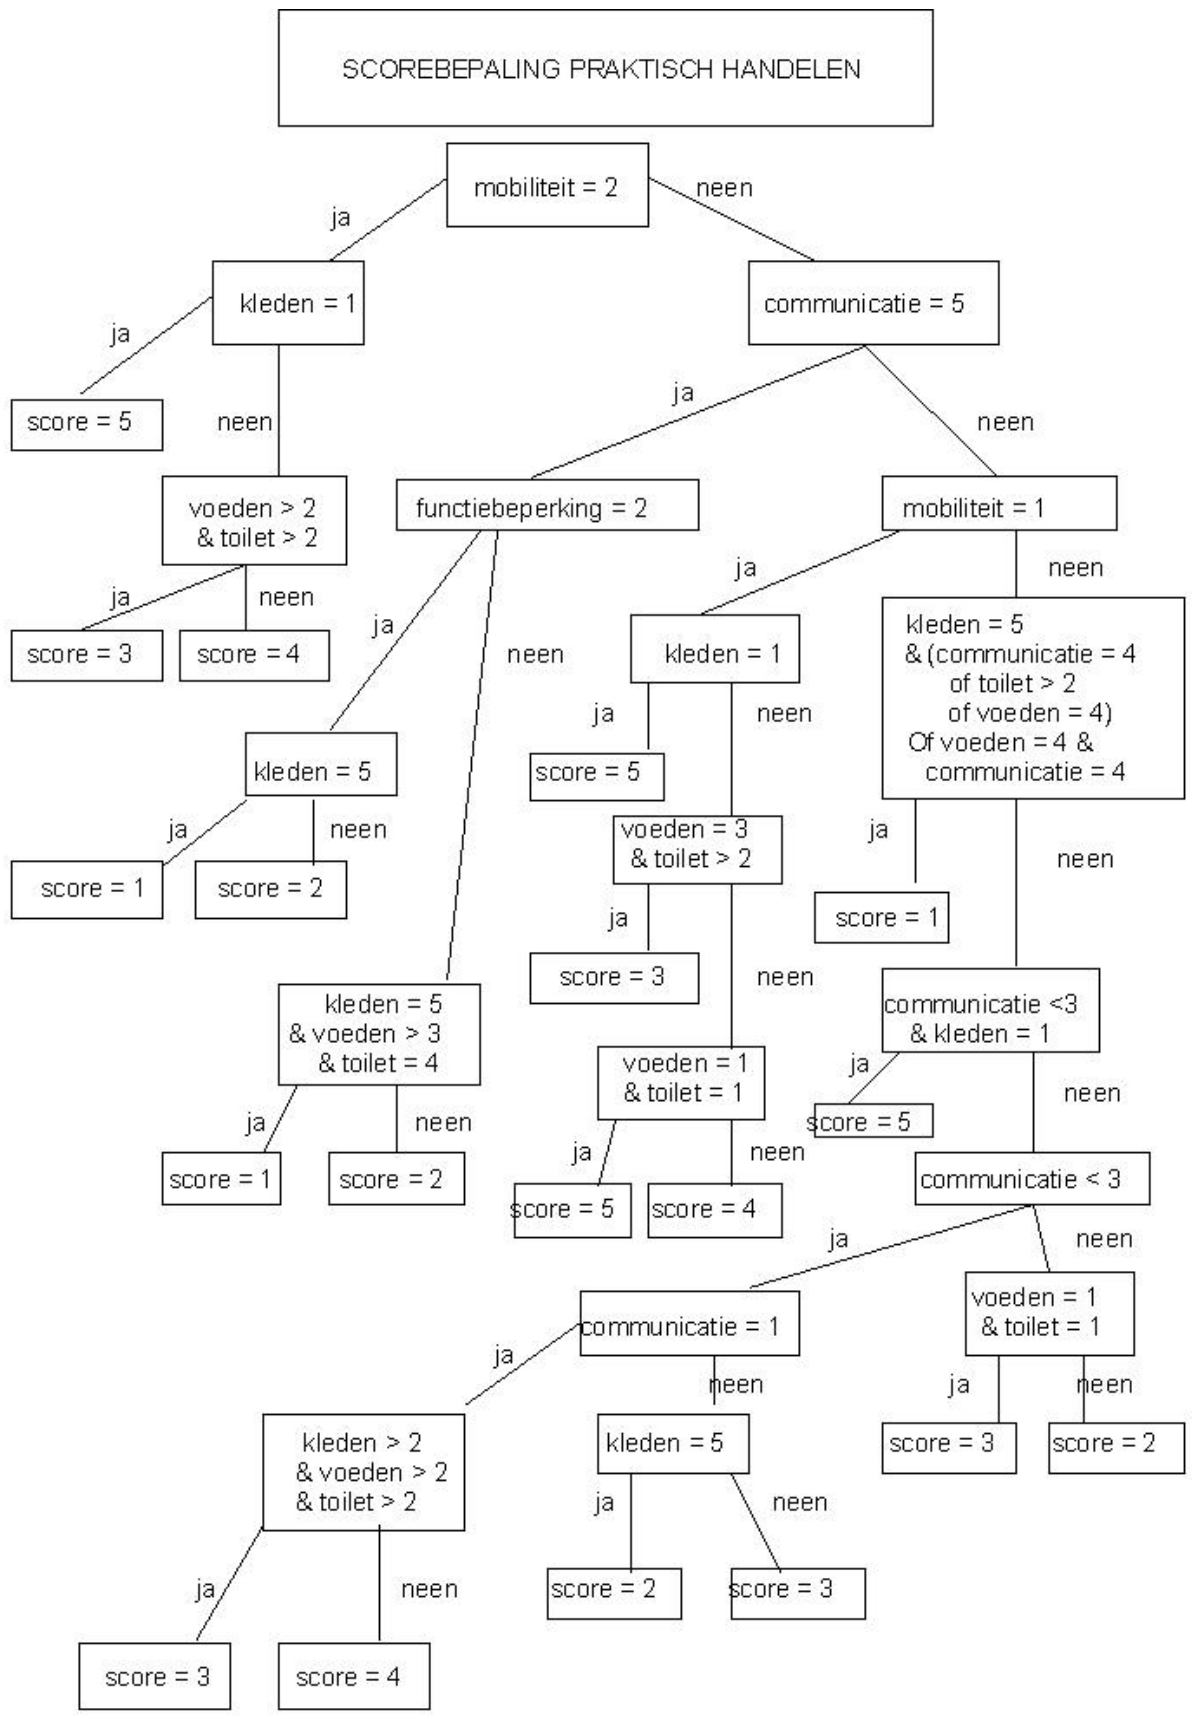 SCOREBEPALING PRAKTISCH HANDELEN
mobiliteit = 2
neen
ja
kleden = 1
communicatie = 5
ja
ja
score = 5
neen
neen
voeden > 2
& toilet > 2
functiebeperking = 2
mobiliteit = 1
ja
neen
ja
neen
score = 3
score = 4
ja
neen
kleden = 1
kleden = 5
& (communicatie = 4
of toilet > 2
of voeden = 4)
Of voeden = 4 &
communicatie = 4
ja
neen
kleden = 5
score = 5
ja
neen
voeden = 3
& toilet > 2
ja
neen
score = 1
score = 2
ja
score = 1
score = 3
neen
kleden = 5
& voeden > 3
& toilet = 4
communicatie <3
& kleden = 1
voeden = 1
& toilet = 1
ja
neen
ja
neen
score = 5
ja
neen
score = 1
score = 2
communicatie < 3
score = 5
score = 4
ja
neen
communicatie = 1
voeden = 1
& toilet = 1
ja
neen
ja
neen
kleden > 2
& voeden > 2
& toilet > 2
kleden = 5
score = 3
score = 2
ja
neen
ja
neen
score = 2
score = 3
score = 3
score = 4